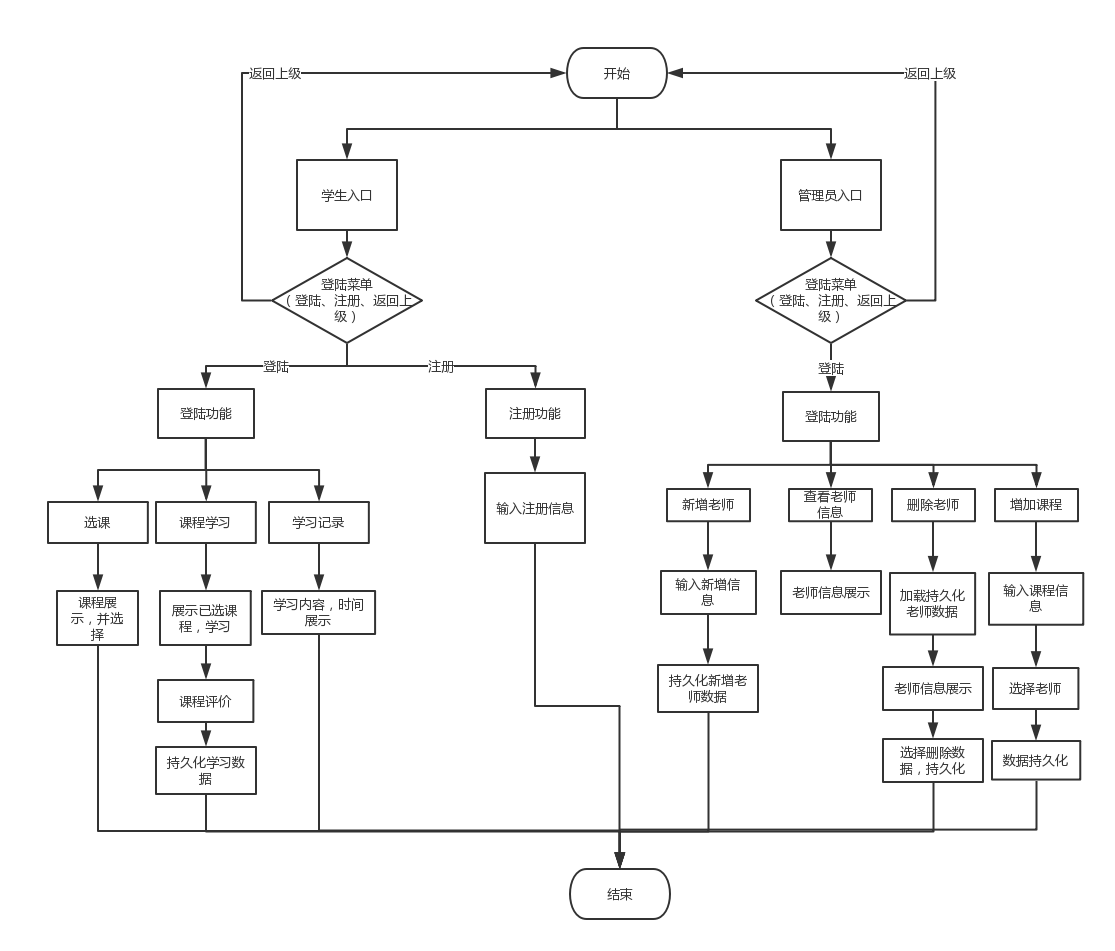 返回上级
开始
返回上级
学生入口
管理员入口
登陆菜单
（登陆、注册、返回上
级）
登陆菜单
（登陆、注册、返回上
级）
登陆
注册
登陆
登陆功能
注册功能
登陆功能
选课
课程学习
学习记录
输入注册信息
新增老师
查看老师
信息
删除老师
增加课程
课程展
示，并选
择
展示已选课
程，学习
学习内容，时间
展示
输入新增信
息
老师信息展示
加载持久化
老师数据
输入课程信
息
课程评价
持久化新增老
师数据
老师信息展示
选择老师
持久化学习数
据
选择删除数
据，持久化
数据持久化
结束